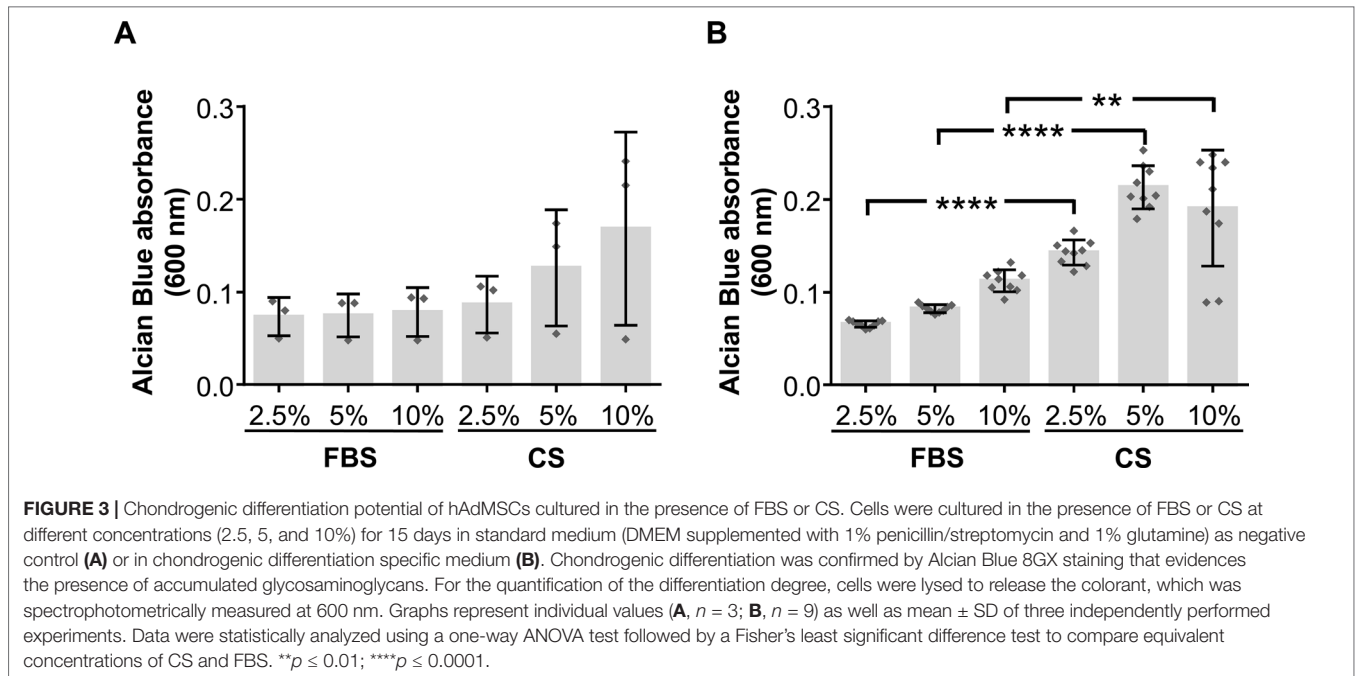 A
Alcian Blue absorbance
(600 nm)
0.3
0.2
0.1
0.0
2.5% 5% 10% 2.5% 5% 10%
FBS CS
B
Alcian Blue absorbance
(600 nm)
0.3
0.2
0.1
0.0
**
****
****
2.5% 5% 10% 2.5% 5% 10%
FBS CS
FIGURE 3 | Chondrogenic differentiation potential of hAdMSCs cultured in the presence of FBS or CS. Cells were cultured in the presence of FBS or CS at
different concentrations (2.5, 5, and 10%) for 15 days in standard medium (DMEM supplemented with 1% penicillin/streptomycin and 1% glutamine) as negative
control (A) or in chondrogenic differentiation specific medium (B). Chondrogenic differentiation was confirmed by Alcian Blue 8GX staining that evidences
the presence of accumulated glycosaminoglycans. For the quantification of the differentiation degree, cells were lysed to release the colorant, which was
spectrophotometrically measured at 600 nm. Graphs represent individual values (A, n = 3; B, n = 9) as well as mean ± SD of three independently performed
experiments. Data were statistically analyzed using a one-way ANOVA test followed by a Fisher's least significant difference test to compare equivalent
concentrations of CS and FBS. **p ≤ 0.01; ****p ≤ 0.0001.